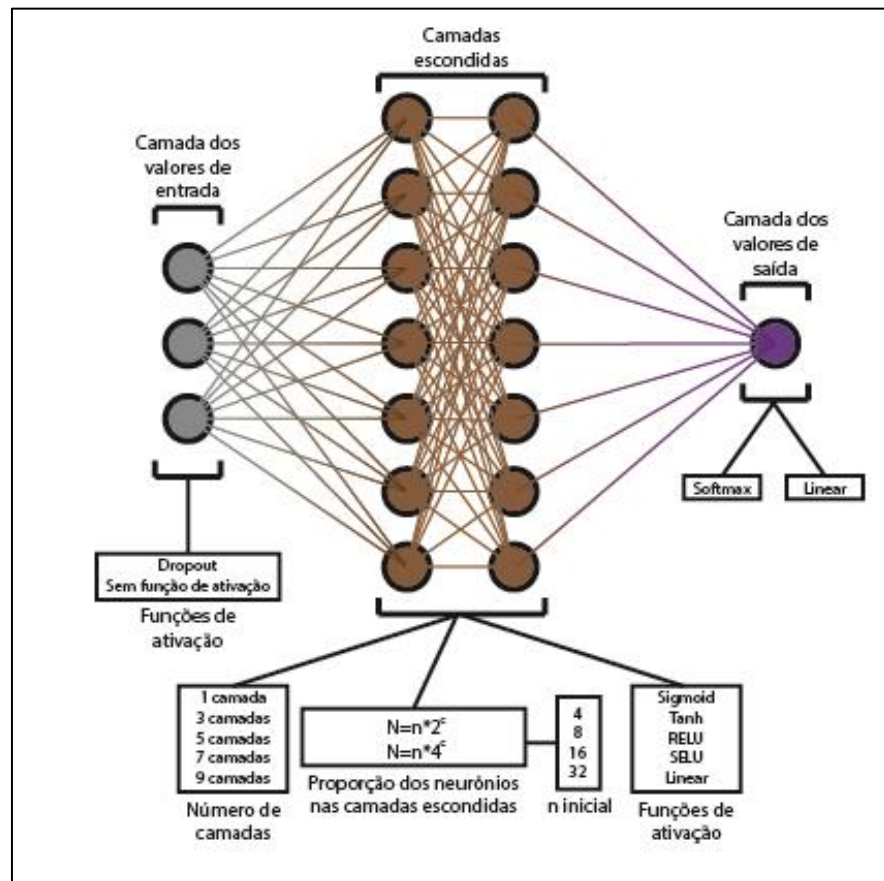 Camadas
escondidas
Camada dos
valores de
entrada
Camada dos
valores de
saída
Softmax
Linear
Dropout
Sem função de ativação
Funções de
ativação
1 camada
3 camadas
5 camadas
7 camadas
9 camadas
Número de
camadas
N=n*2ᶜ
N=n*4ᶜ
Proporção dos neurônios
nas camadas escondidas
4
8
16
32
n inicial
Sigmoid
Tanh
RELU
SELU
Linear
Funções de
ativação